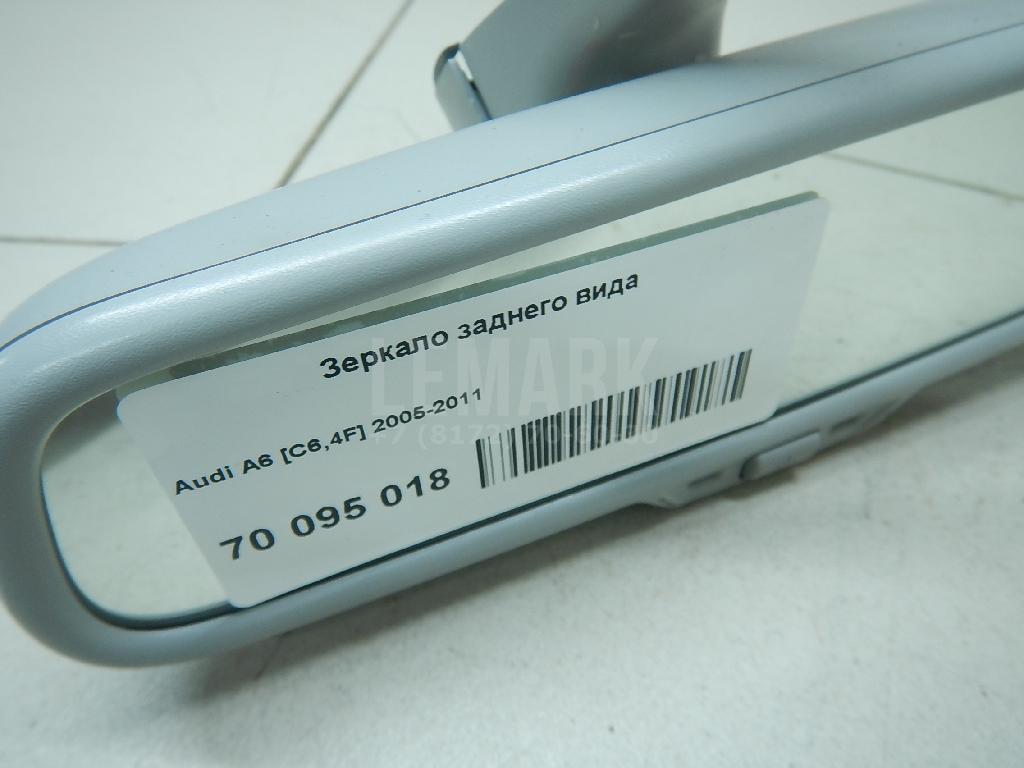 Зеркало заднего вида
LEMARK
Audi A6 [C6,4F] 2005-2011
70 095 018